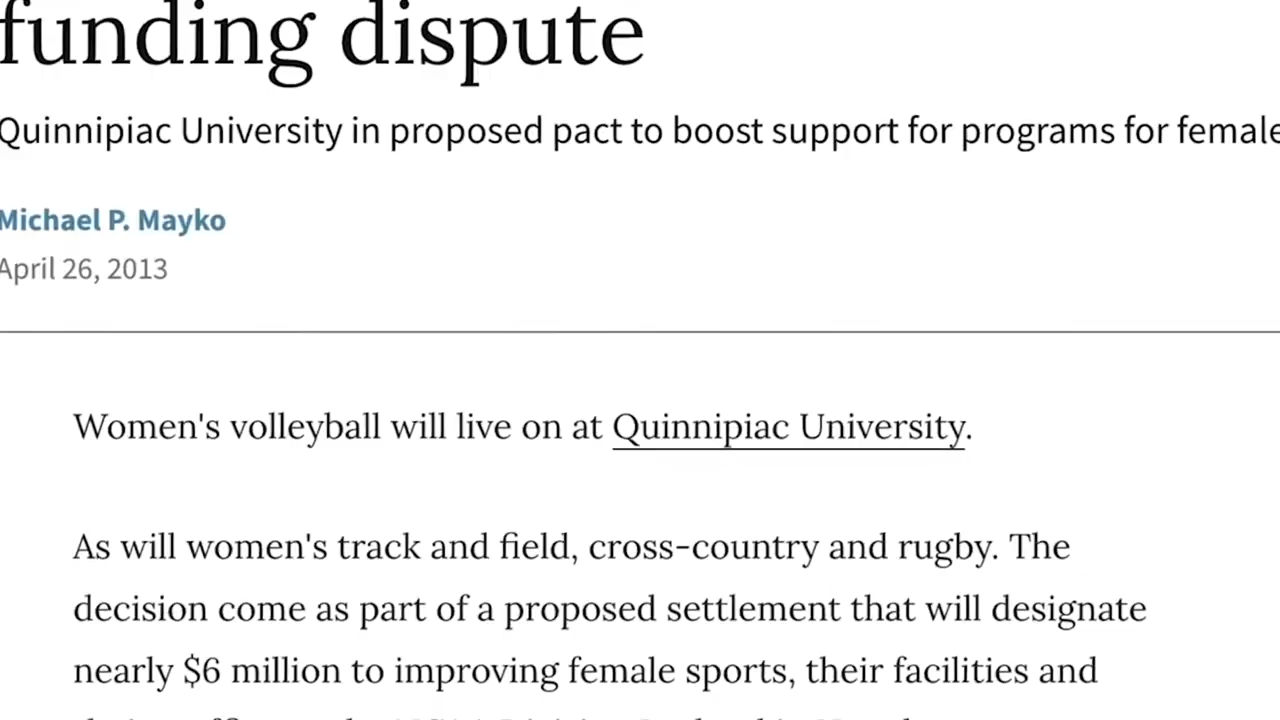 funding dispute
Quinnipiac University in proposed pact to boost support for programs for female
Michael P. Mayko
April 26, 2013
Women's volleyball will live on at Quinnipiac University.
As will women's track and field, cross-country and rugby. The
decision come as part of a proposed settlement that will designate
nearly $6 million to improving female sports, their facilities and